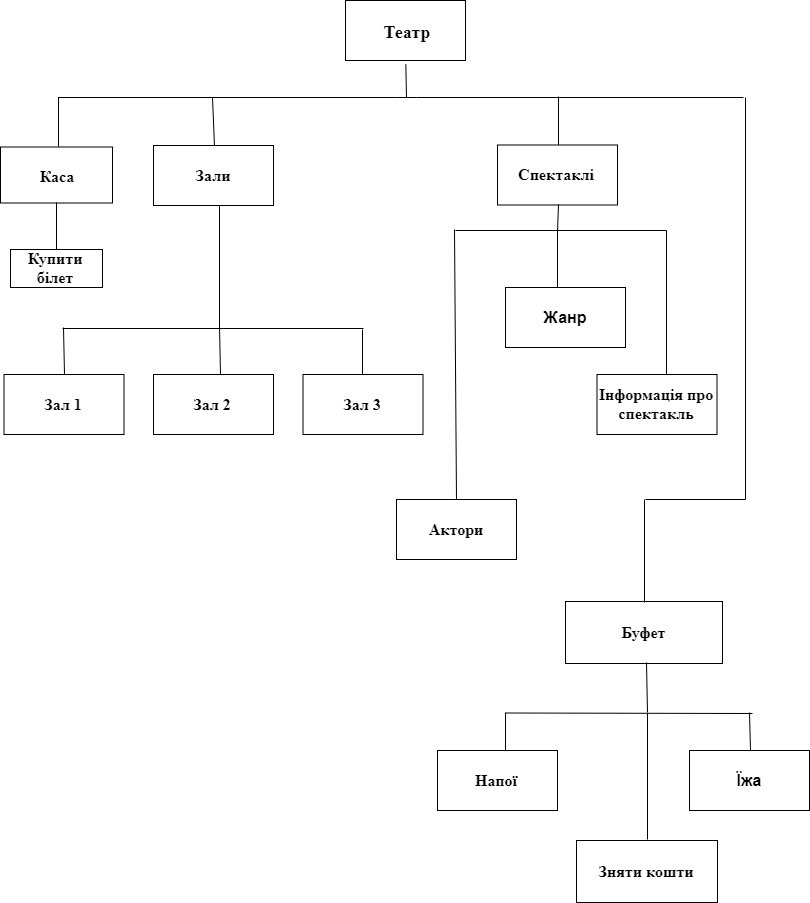 Театр
Каса
Зали
Спектаклі
Купити
білет
Жанр
Зал 1
Зал 2
Зал 3
Інформація про
спектакль
Актори
Буфет
Напої
Їжа
Зняти кошти